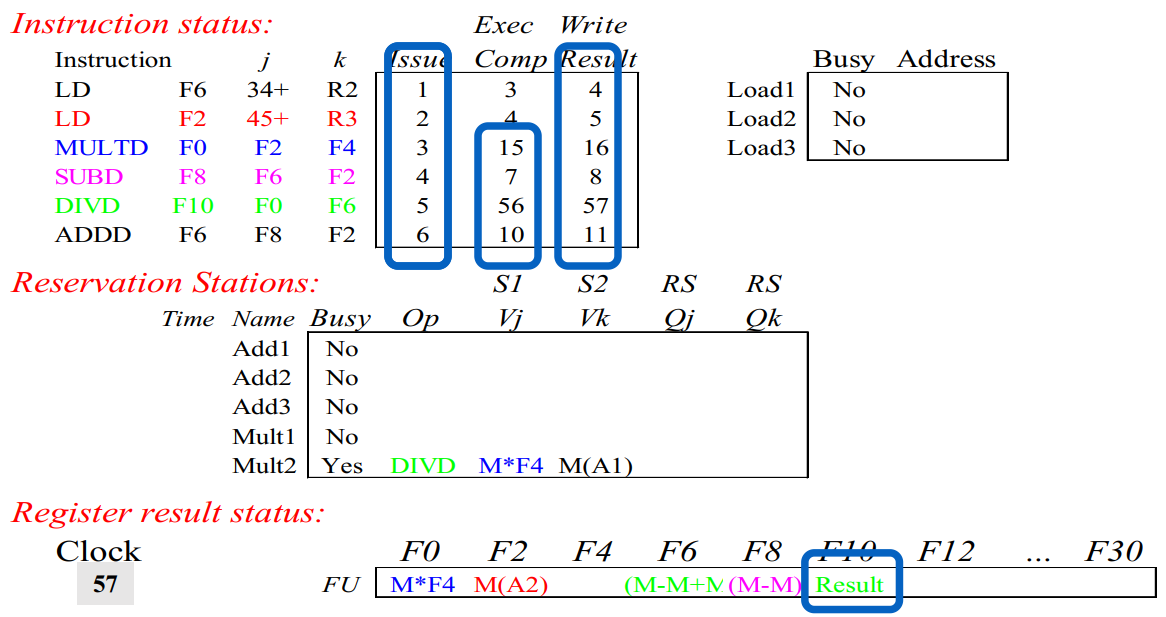 Instruction status: Exec Write
Instruction j k Issue Comp Result Busy Address
LD F6 34+ R2 1 3 4 Load1 No
LD F2 45+ R3 2 4 5 Load2 No
MULTD F0 F2 F4 3 15 16 Load3 No
SUBD F8 F6 F2 4 7 8
DIVD F10 F0 F6 5 56 57
ADDD F6 F8 F2 6 10 11
Reservation Stations: S1 S2 RS RS
Time Name Busy Op Vj Vk Qj Qk
Add1 No
Add2 No
Add3 No
Mult1 No
Mult2 Yes DIVD M*F4 M(A1)
Register result status:
Clock F0 F2 F4 F6 F8 F10 F12 ... F30
57 FU M*F4 M(A2) (M-M+M (M-M) Result